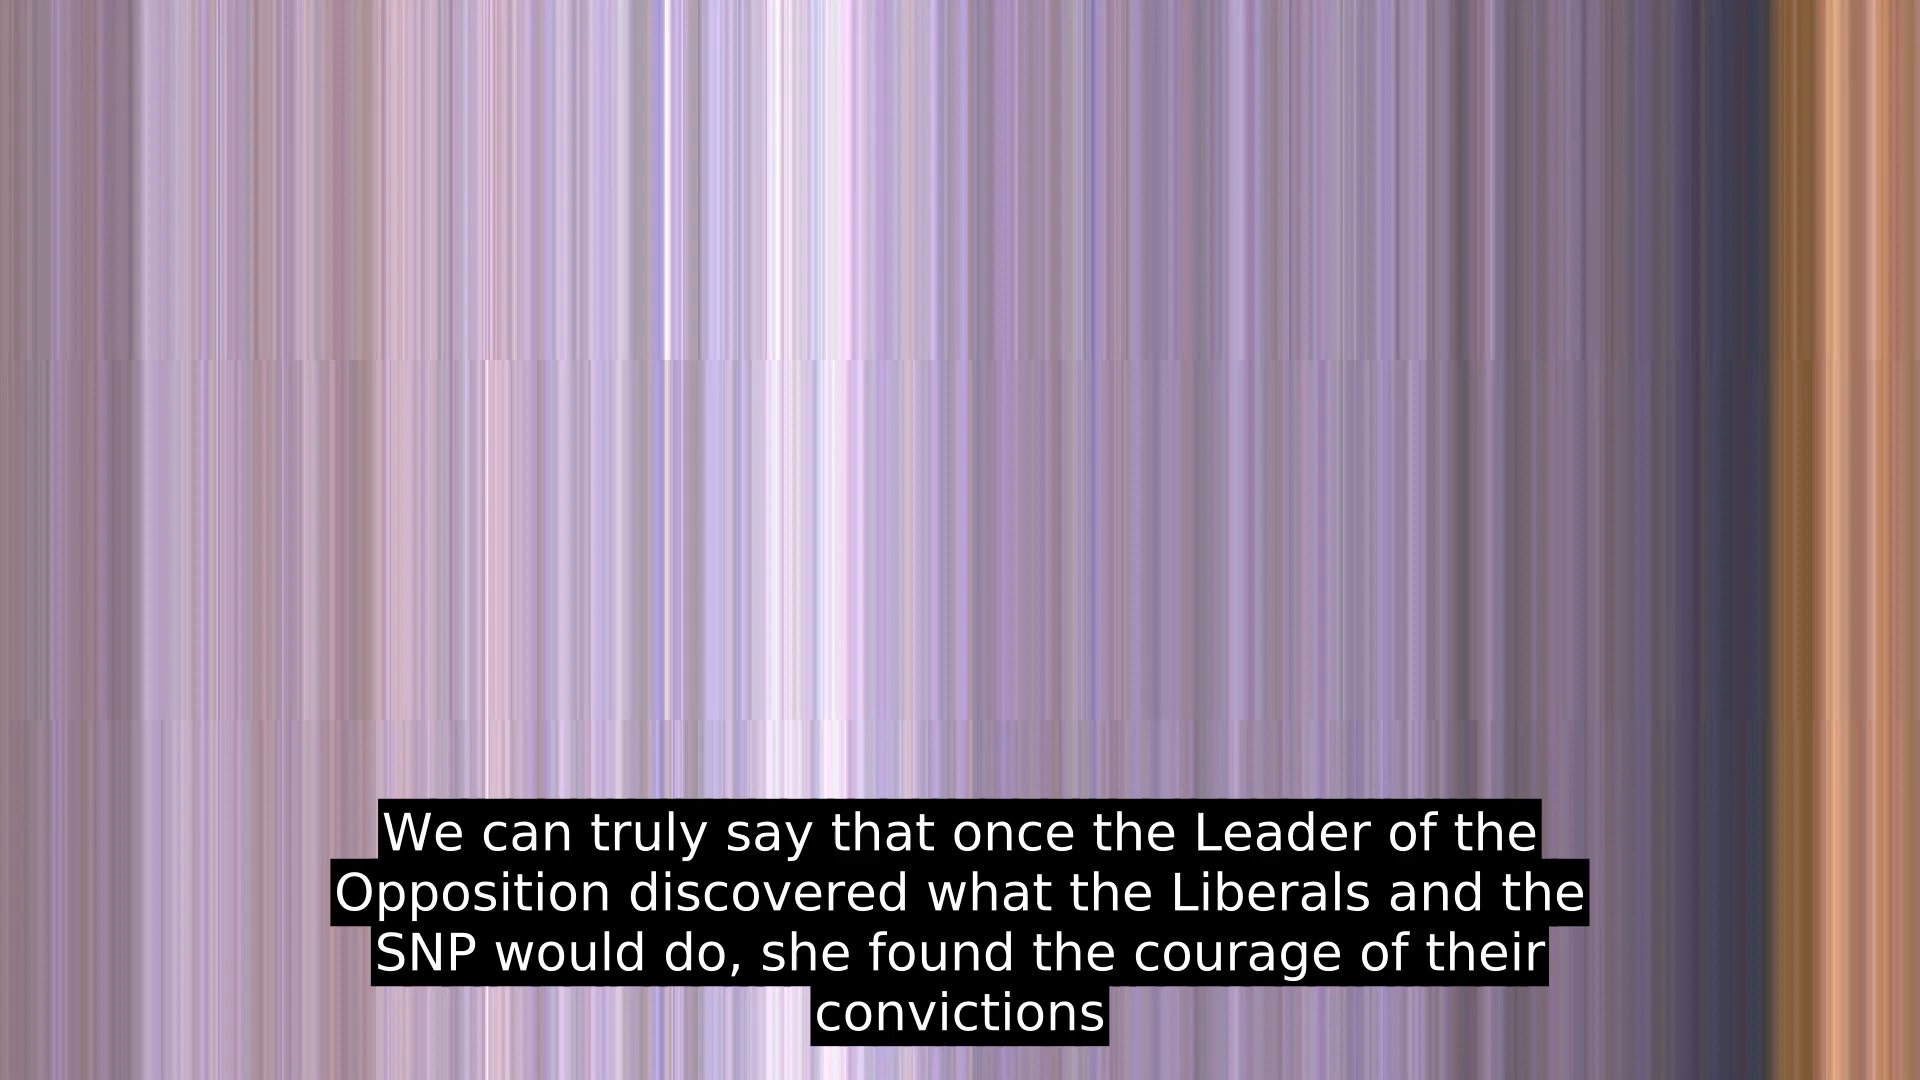 We can truly say that once the Leader of the
Opposition discovered what the Liberals and the
SNP would do, she found the courage of their
convictions